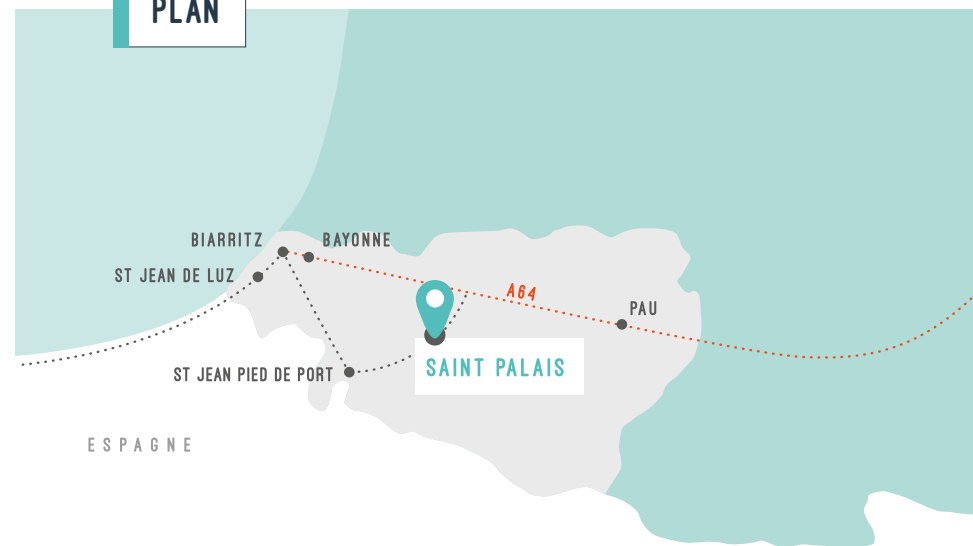 PLAN
BIARRITZ
BAYONNE
ST JEAN DE LUZ
A64
PAU
SAINT PALAIS
ST JEAN PIED DE PORT
ESPAGNE